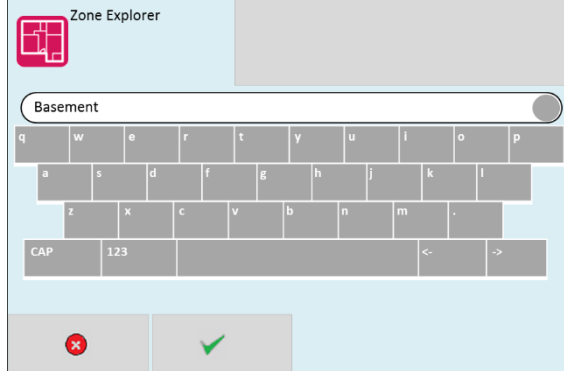 Zone Explorer
Basement
q w e r t y u i o p
a s d f g h j k l
z x c v b n m .
CAP 123 <- ->